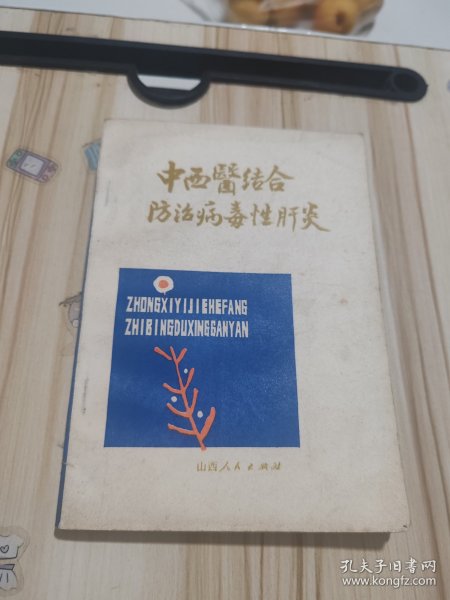 中西醫结合
防治病毒性肝炎
ZHONGXIYIJIEHEFANG
ZHIBINGDUXINGGANYAN
山西人民出版社
孔夫子旧书网
www.kongfz.com